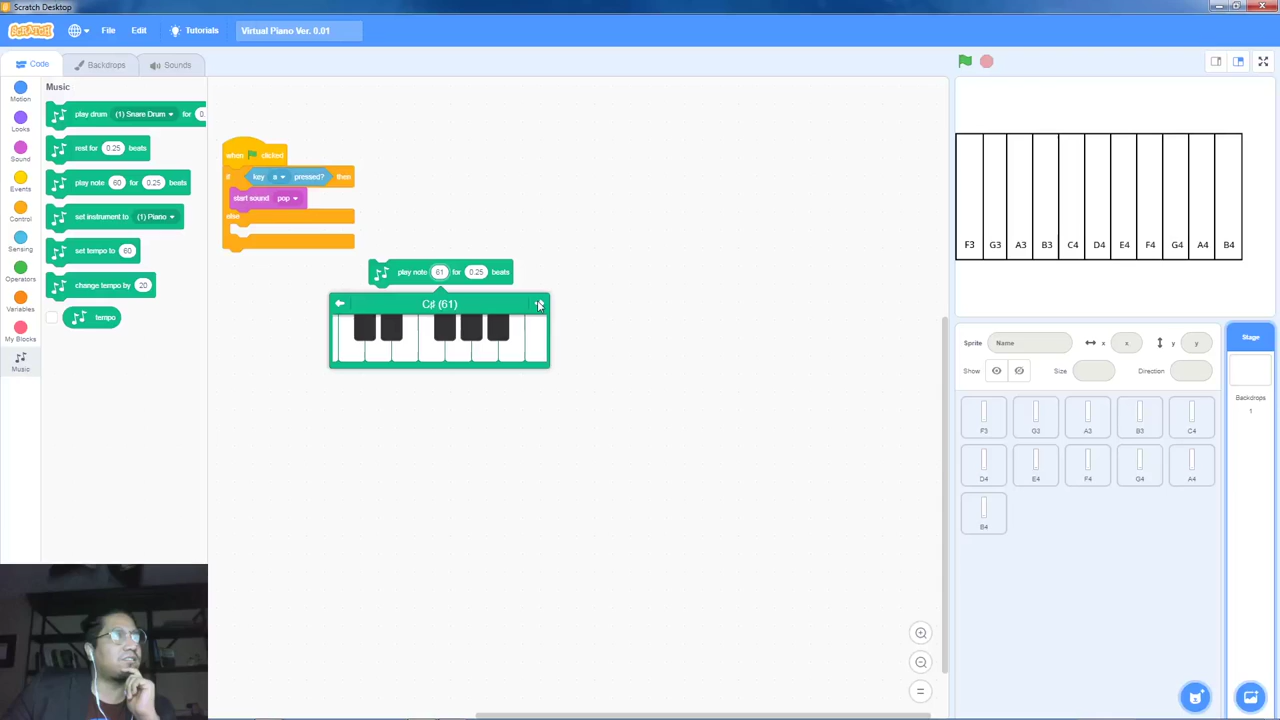 Scratch Desktop
SCRATCH File Edit Tutorials Virtual Piano Ver. 0.01
Code Backdrops Sounds
Motion
Looks
Sound
Events
Control
Sensing
Operators
Variables
My Blocks
Music
Music
play drum (1) Snare Drum for 0.
rest for 0.25 beats
play note 60 for 0.25 beats
set instrument to (1) Piano
set tempo to 60
change tempo by 20
tempo
when clicked
if key a pressed? then
start sound pop
else
play note 61 for 0.25 beats
C♯ (61)
F3 G3 A3 B3 C4 D4 E4 F4 G4 A4 B4
Sprite Name x x y y
Show Size Direction
F3 G3 A3 B3 C4
D4 E4 F4 G4 A4
B4
Stage
Backdrops
1